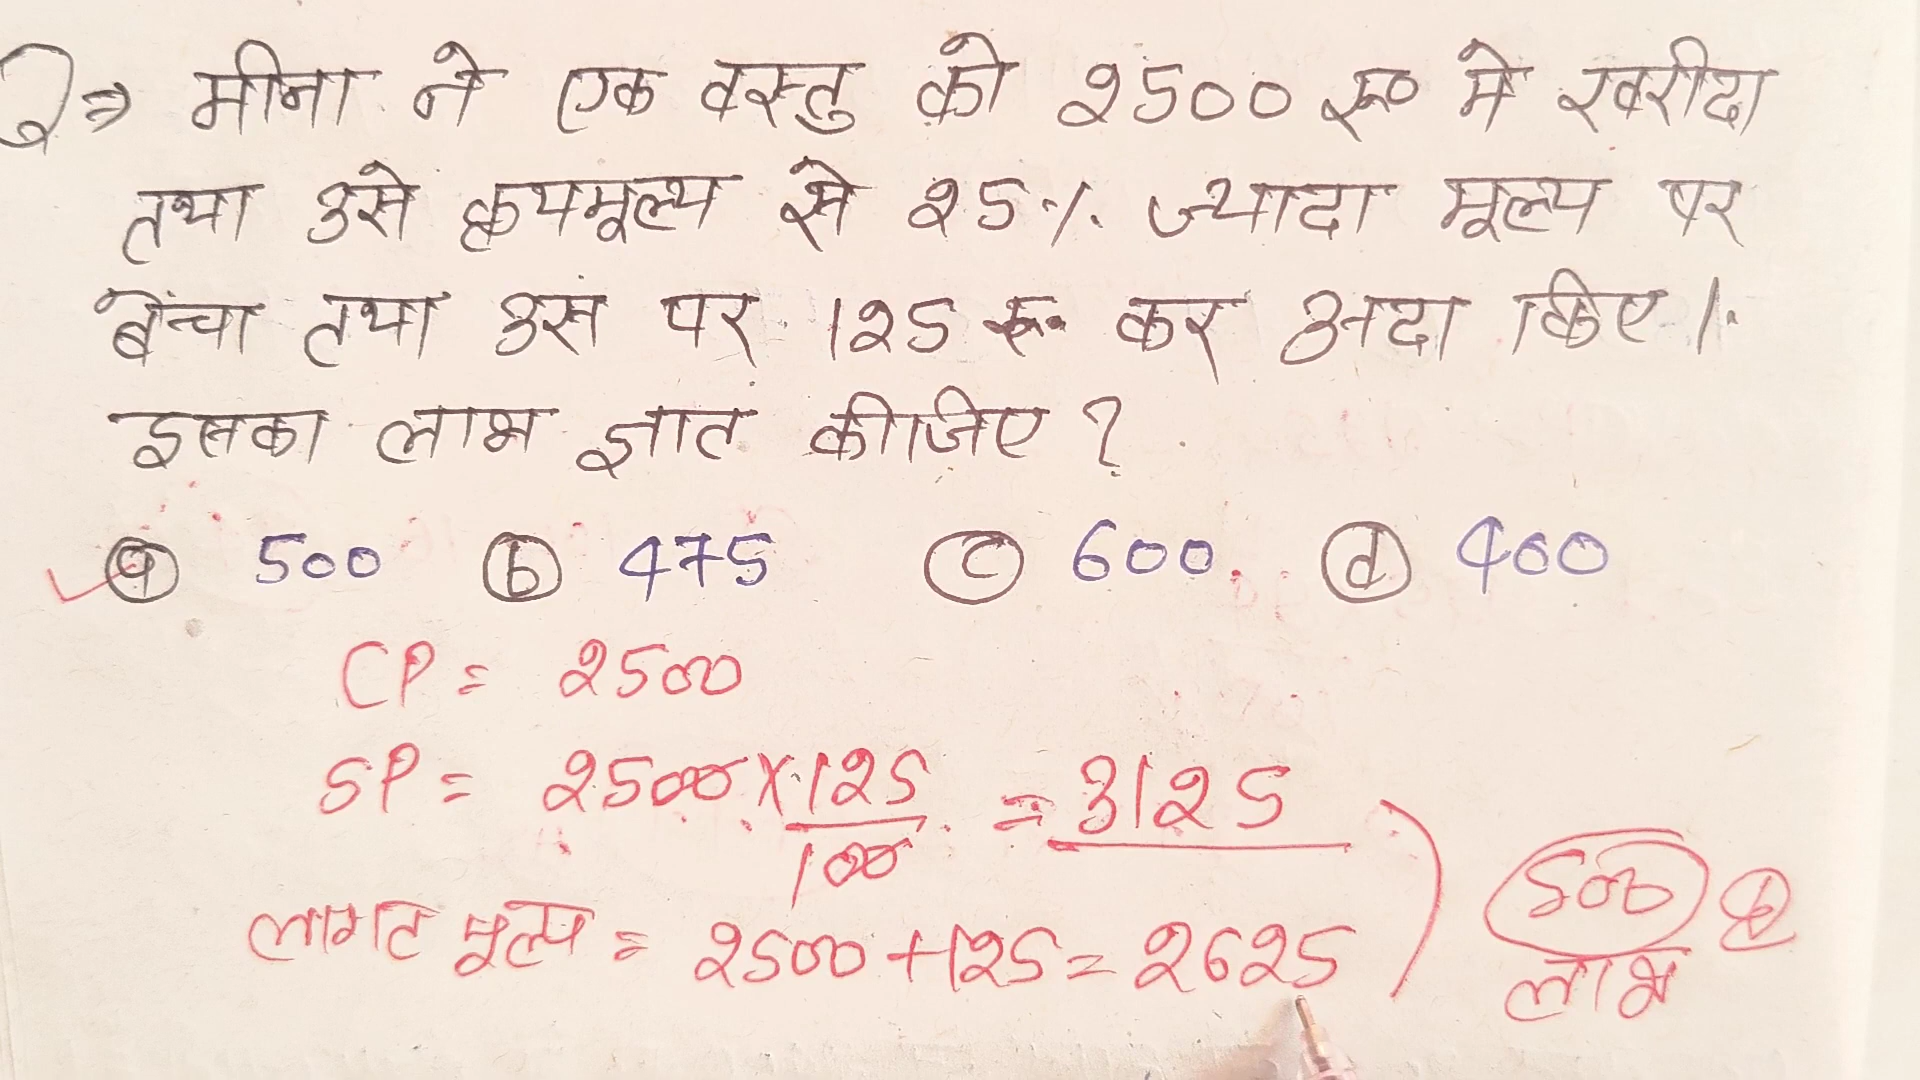 Q⇒ मीना ने एक वस्तु को 2500 रू० मे खरीदा
तथा उसे क्रयमूल्य से 25% ज्यादा मूल्य पर
बेंचा तथा उस पर 125 रू० कर अदा किए।
इसका लाभ ज्ञात कीजिए ?
(a) 500 (b) 475 (c) 600 (d) 400
CP = 2500
SP = 2500 × 125/100 = 3125
लागत मूल्य = 2500 + 125 = 2625
500
लाभ